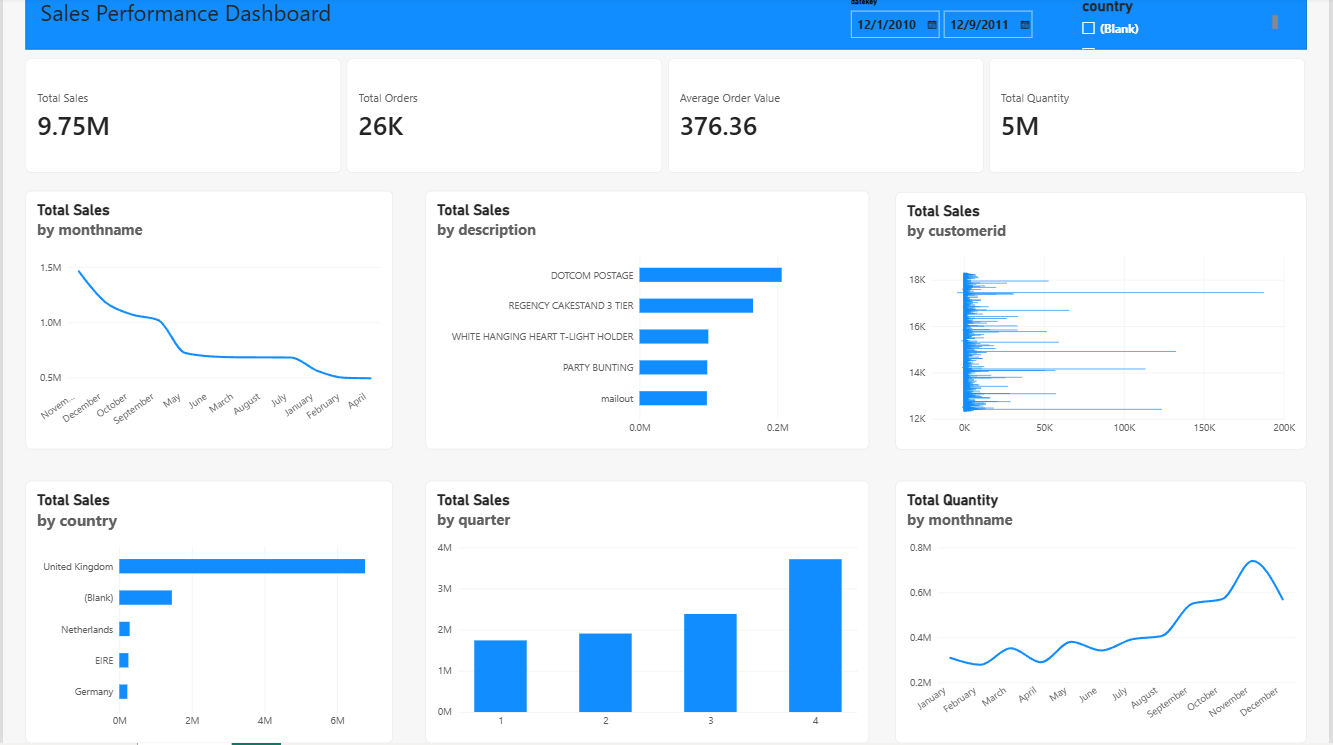 Sales Performance Dashboard
datekey
12/1/2010
12/9/2011
country
(Blank)
Total Sales
9.75M
Total Orders
26K
Average Order Value
376.36
Total Quantity
5M
Total Sales
by monthname
1.5M
1.0M
0.5M
Novem...
December
October
September
May
June
March
August
July
January
February
April
Total Sales
by description
DOTCOM POSTAGE
REGENCY CAKESTAND 3 TIER
WHITE HANGING HEART T-LIGHT HOLDER
PARTY BUNTING
mailout
0.0M
0.2M
Total Sales
by customerid
18K
16K
14K
12K
0K
50K
100K
150K
200K
Total Sales
by country
United Kingdom
(Blank)
Netherlands
EIRE
Germany
0M
2M
4M
6M
Total Sales
by quarter
4M
3M
2M
1M
0M
1
2
3
4
Total Quantity
by monthname
0.8M
0.6M
0.4M
0.2M
January
February
March
April
May
June
July
August
September
October
November
December